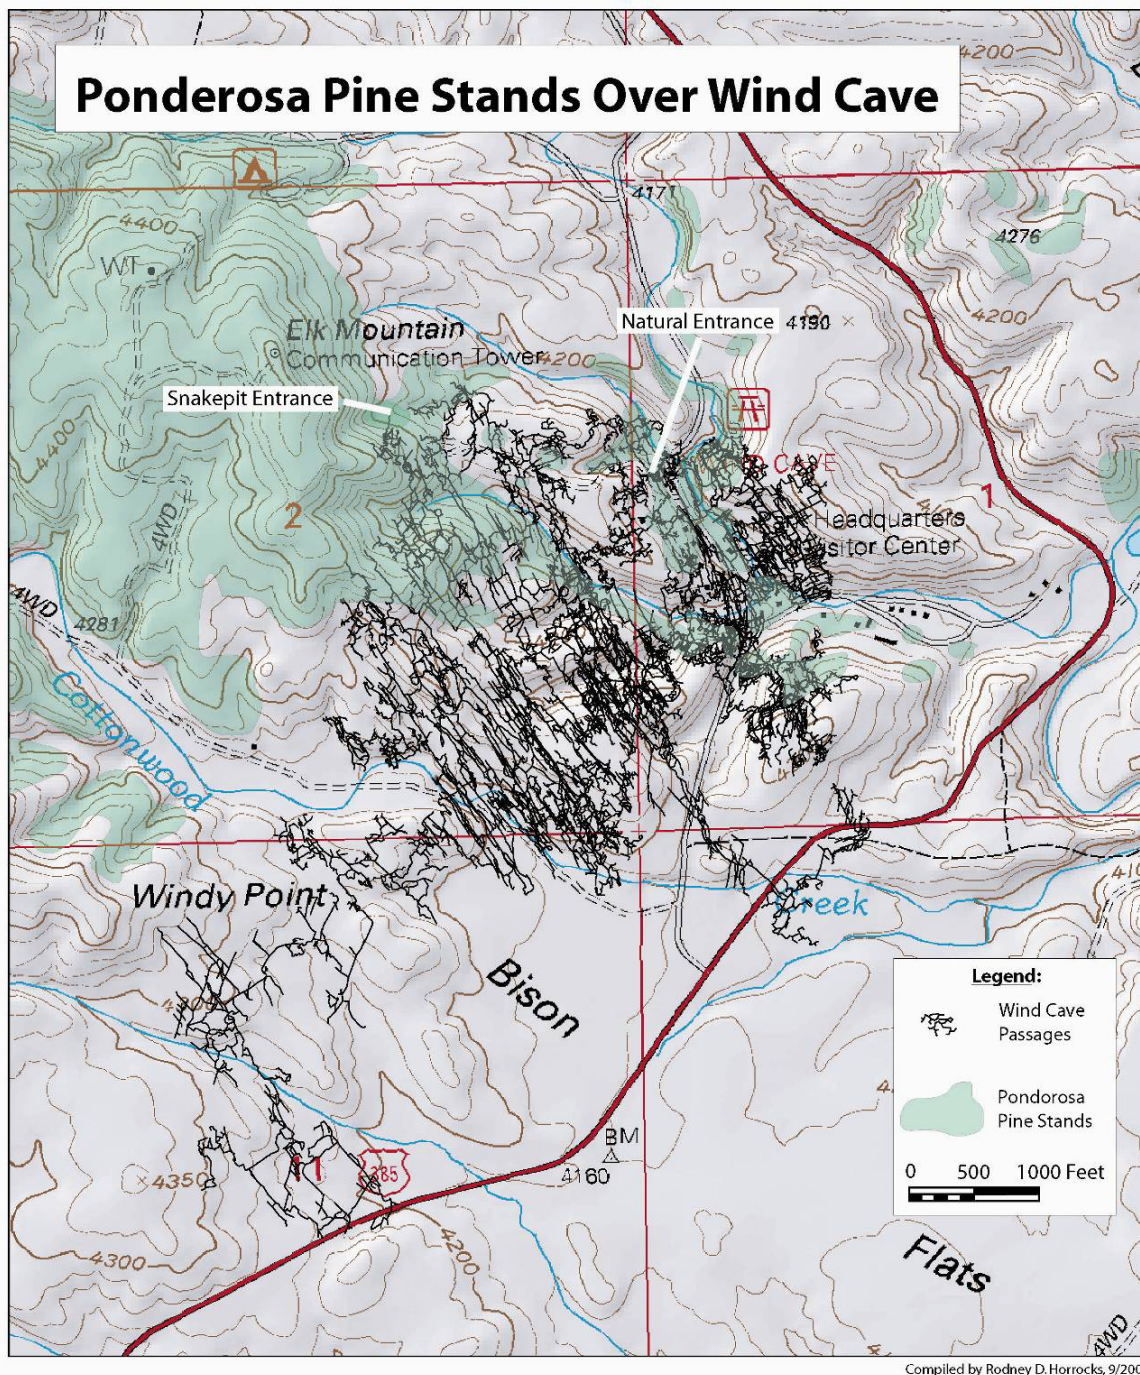 Ponderosa Pine Stands Over Wind Cave
4200
4171
4400
4276
WT
Elk Mountain
Communication Tower
4200
Natural Entrance
4190
4200
Snakepit Entrance
4400
CAVE
2
1
4WD
Headquarters
Visitor Center
4WD
4281
Cottonwood
Windy Point
Creek
Bison
Legend:
Wind Cave
Passages
Pondorosa
Pine Stands
0 500 1000 Feet
11
385
BM
4160
4350
4300
4200
Flats
4WD
Compiled by Rodney D. Horrocks, 9/200